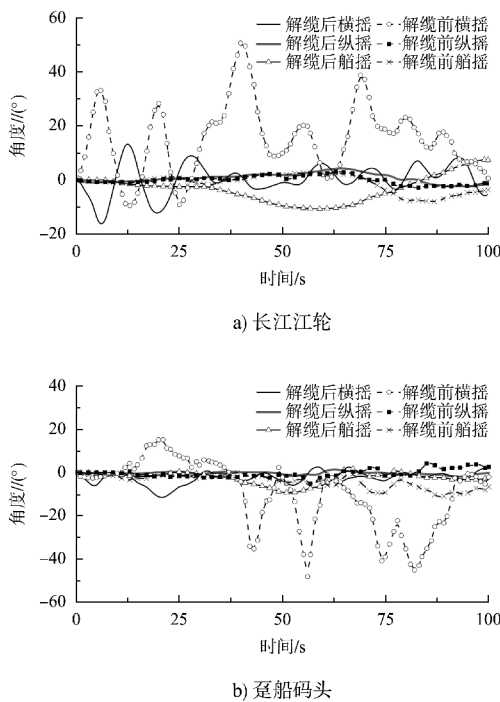 60
解缆后横摇 解缆前横摇
解缆后纵摇 解缆前纵摇
40
解缆后艏摇 解缆前艏摇
20
角度//(°)
0
-20
0 25 50 75 100
时间/s
a) 长江江轮
40
解缆后横摇 解缆前横摇
解缆后纵摇 解缆前纵摇
20
解缆后艏摇 解缆前艏摇
0
角度//(°)
-20
-40
-60
0 25 50 75 100
时间/s
b) 趸船码头